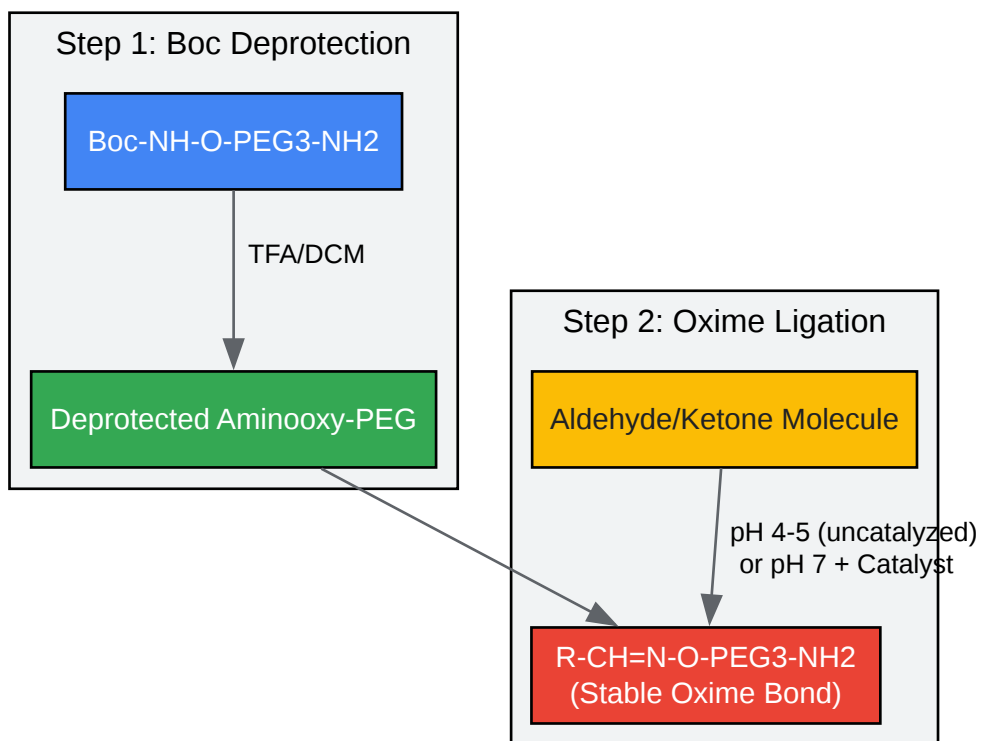 Step 1: Boc Deprotection
Boc-NH-O-PEG3-NH2
TFA/DCM
Deprotected Aminooxy-PEG
Step 2: Oxime Ligation
Aldehyde/Ketone Molecule
pH 4-5 (uncatalyzed)
or pH 7 + Catalyst
R-CH=N-O-PEG3-NH2
(Stable Oxime Bond)